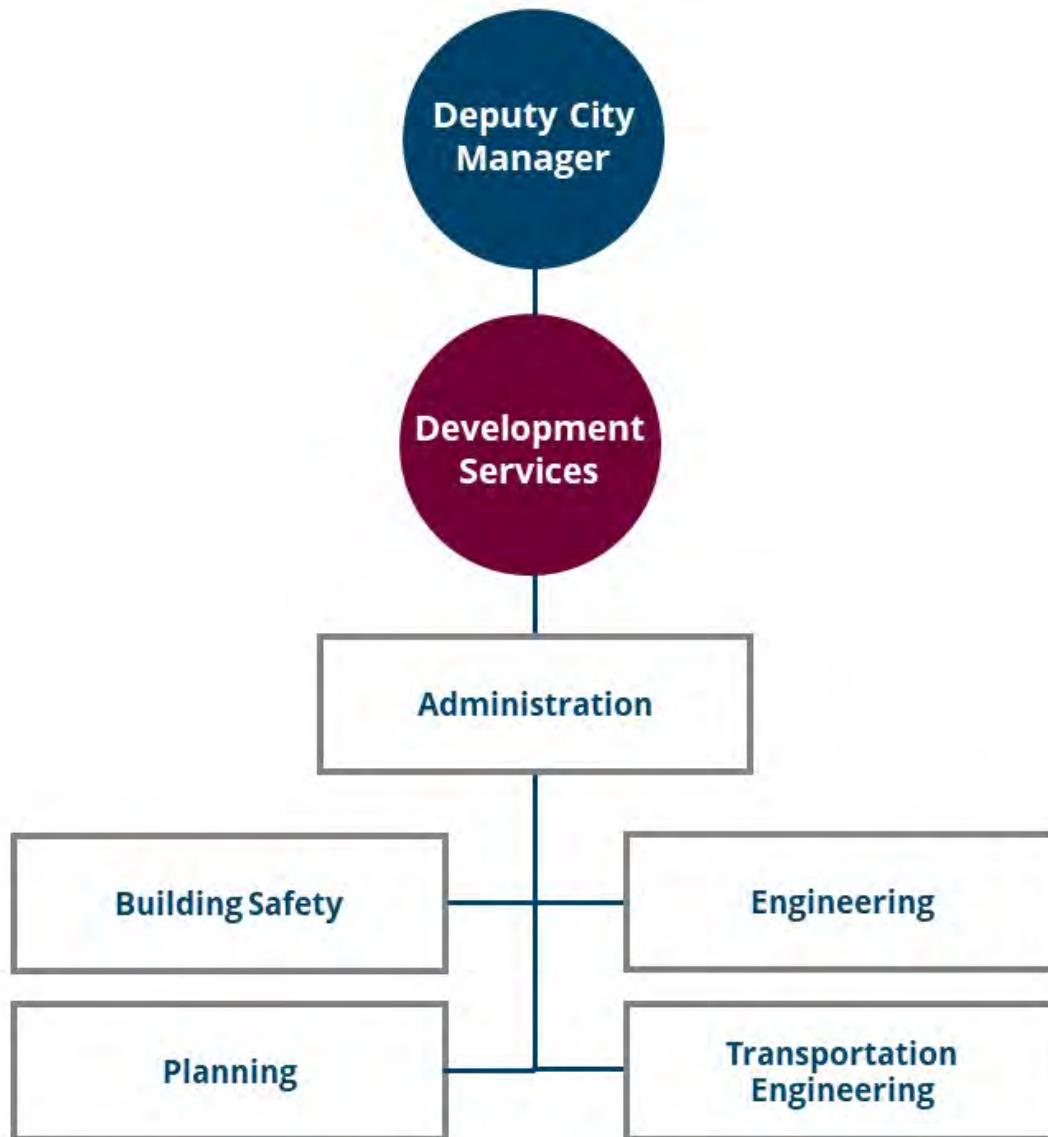 Deputy City
Manager
Development
Services
Administration
Building Safety
Engineering
Planning
Transportation
Engineering